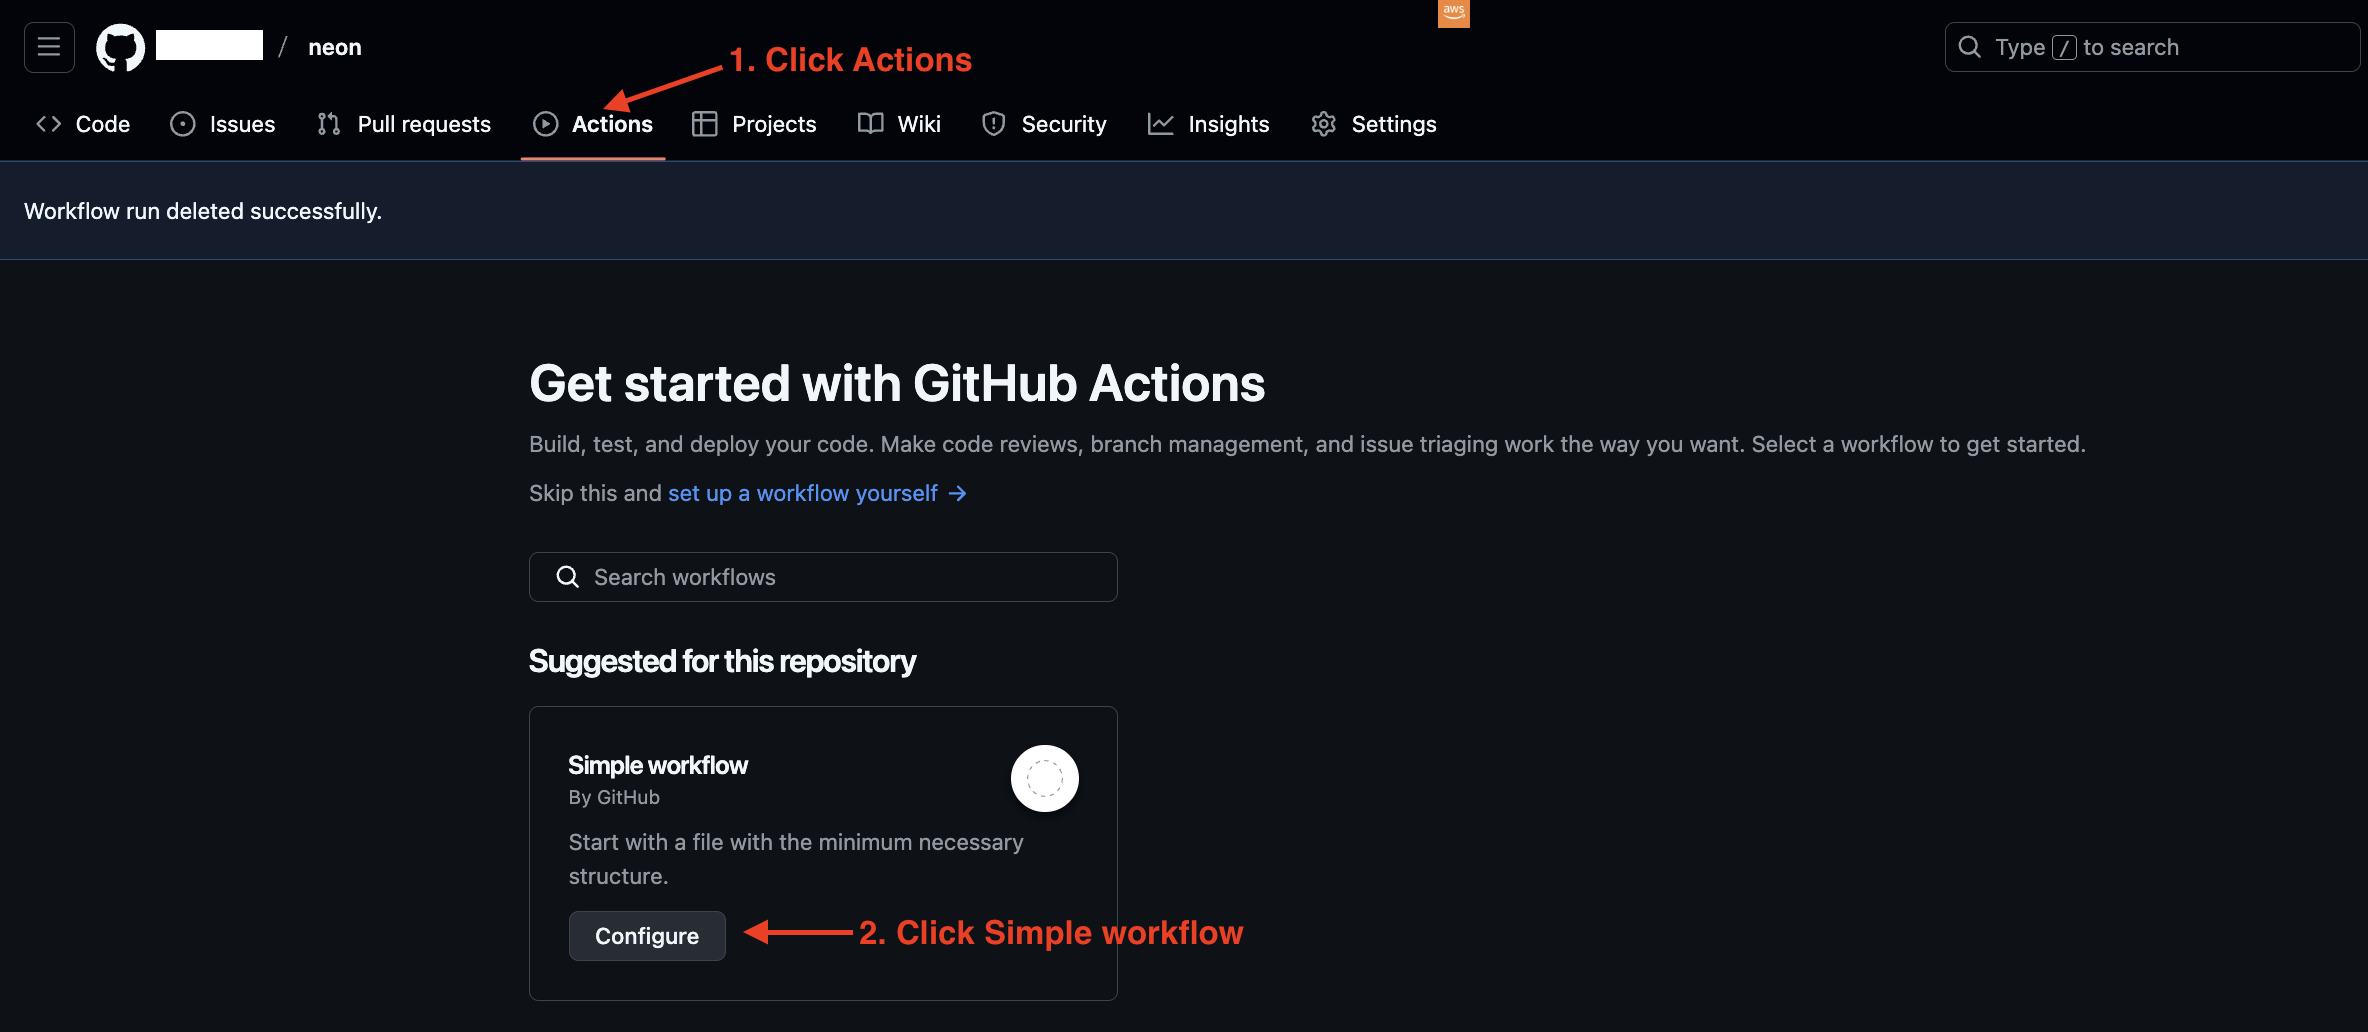 aws
/ neon
Type / to search
1. Click Actions
Code Issues Pull requests Actions Projects Wiki Security Insights Settings
Workflow run deleted successfully.
Get started with GitHub Actions
Build, test, and deploy your code. Make code reviews, branch management, and issue triaging work the way you want. Select a workflow to get started.
Skip this and set up a workflow yourself →
Search workflows
Suggested for this repository
Simple workflow
By GitHub
Start with a file with the minimum necessary
structure.
Configure
2. Click Simple workflow